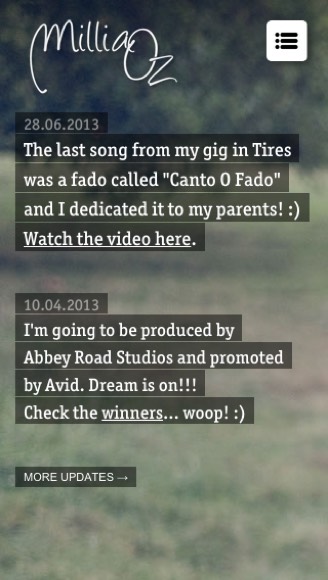 Millia Oz
28.06.2013
The last song from my gig in Tires
was a fado called "Canto O Fado"
and I dedicated it to my parents! :)
Watch the video here.
10.04.2013
I'm going to be produced by
Abbey Road Studios and promoted
by Avid. Dream is on!!!
Check the winners... woop! :)
MORE UPDATES →